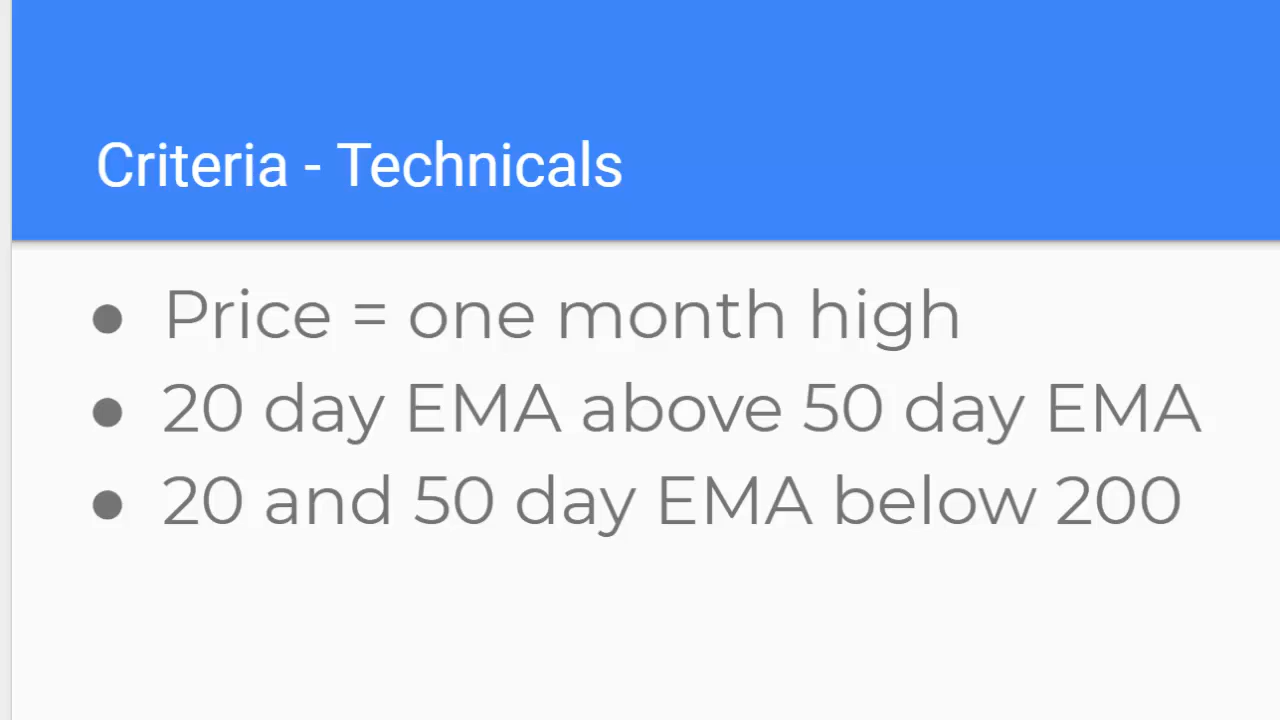 Criteria - Technicals
● Price = one month high
● 20 day EMA above 50 day EMA
● 20 and 50 day EMA below 200